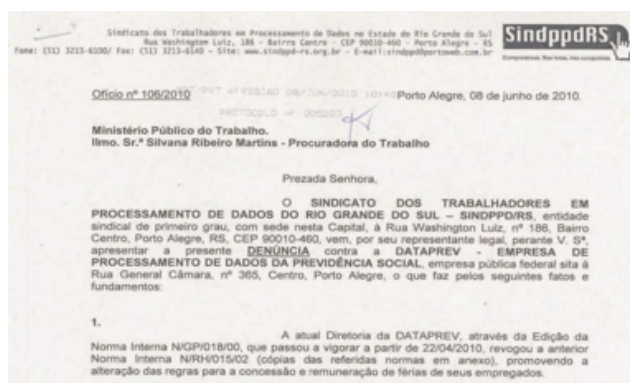 Sindicato dos Trabalhadores em Processamento de Dados no Estado do Rio Grande do Sul
Rua Washington Luiz, 186 - Bairro Centro - CEP 90010-460 - Porto Alegre - RS
Fone: (51) 3213-6100/ Fax: (51) 3213-6140 - Site: www.sindppd-rs.org.br - E-mail:sindppd@portoweb.com.br
SindppdRS
Ofício nº 106/2010
08/JUN/2010
Porto Alegre, 08 de junho de 2010.
PROTOCOLO
Ministério Público do Trabalho.
Ilmo. Sr.ª Silvana Ribeiro Martins - Procuradora do Trabalho
Prezada Senhora,
O SINDICATO DOS TRABALHADORES EM
PROCESSAMENTO DE DADOS DO RIO GRANDE DO SUL – SINDPPD/RS, entidade
sindical de primeiro grau, com sede nesta Capital, à Rua Washington Luiz, nº 186, Bairro
Centro, Porto Alegre, RS, CEP 90010-460, vem, por seu representante legal, perante V. Sª,
apresentar a presente DENÚNCIA contra a DATAPREV - EMPRESA DE
PROCESSAMENTO DE DADOS DA PREVIDÊNCIA SOCIAL, empresa pública federal sita à
Rua General Câmara, nº 365, Centro, Porto Alegre, o que faz pelos seguintes fatos e
fundamentos:
1.
A atual Diretoria da DATAPREV, através da Edição da
Norma Interna N/GP/018/00, que passou a vigorar a partir de 22/04/2010, revogou a anterior
Norma Interna N/RH/015/02 (cópias das referidas normas em anexo), promovendo a
alteração das regras para a concessão e remuneração de férias de seus empregados.